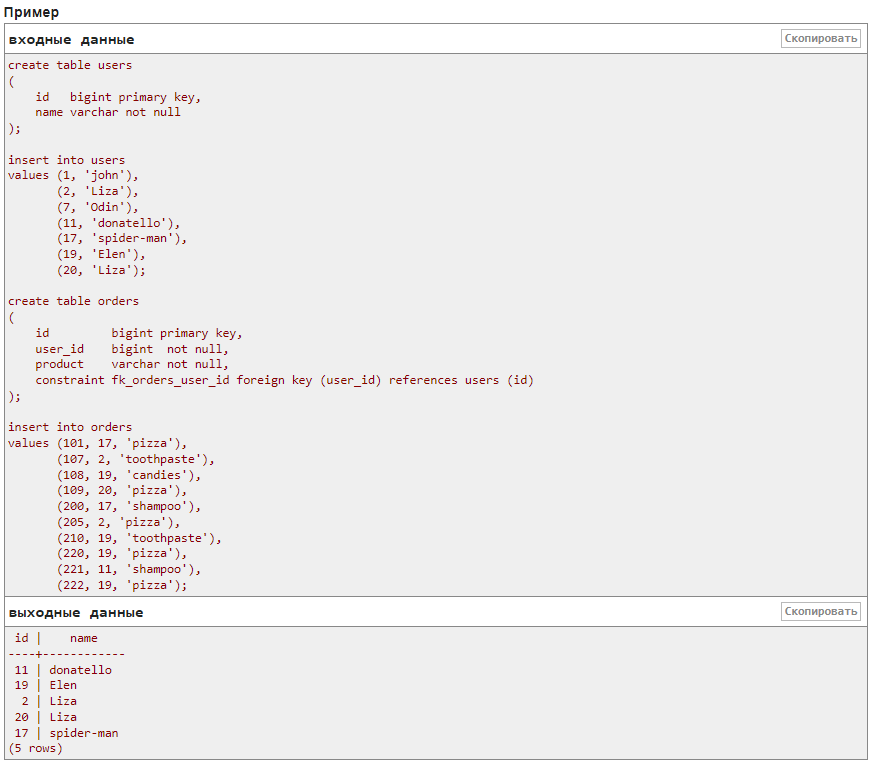 Пример
входные данные
Скопировать
create table users
(
    id   bigint primary key,
    name varchar not null
);

insert into users
values (1, 'john'),
       (2, 'Liza'),
       (7, 'Odin'),
       (11, 'donatello'),
       (17, 'spider-man'),
       (19, 'Elen'),
       (20, 'Liza');

create table orders
(
    id         bigint primary key,
    user_id    bigint  not null,
    product    varchar not null,
    constraint fk_orders_user_id foreign key (user_id) references users (id)
);

insert into orders
values (101, 17, 'pizza'),
       (107, 2, 'toothpaste'),
       (108, 19, 'candies'),
       (109, 20, 'pizza'),
       (200, 17, 'shampoo'),
       (205, 2, 'pizza'),
       (210, 19, 'toothpaste'),
       (220, 19, 'pizza'),
       (221, 11, 'shampoo'),
       (222, 19, 'pizza');
выходные данные
Скопировать
 id |    name
----+------------
 11 | donatello
 19 | Elen
  2 | Liza
 20 | Liza
 17 | spider-man
(5 rows)